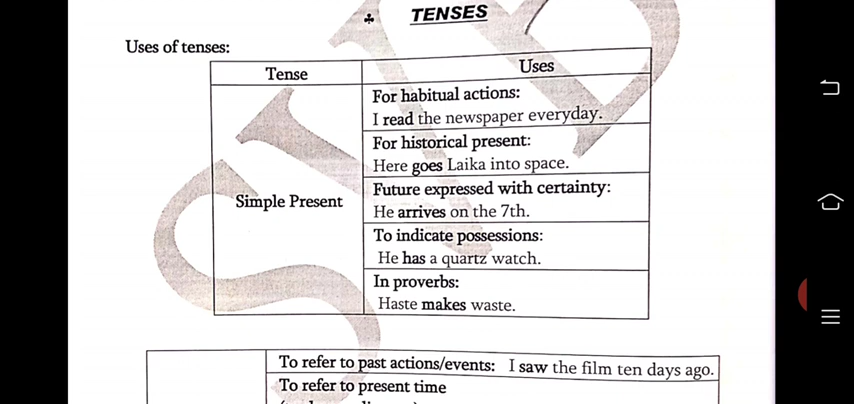 ♣ TENSES
Uses of tenses:
Tense
Uses
Simple Present
For habitual actions:
I read the newspaper everyday.
For historical present:
Here goes Laika into space.
Future expressed with certainty:
He arrives on the 7th.
To indicate possessions:
He has a quartz watch.
In proverbs:
Haste makes waste.
To refer to past actions/events: I saw the film ten days ago.
To refer to present time